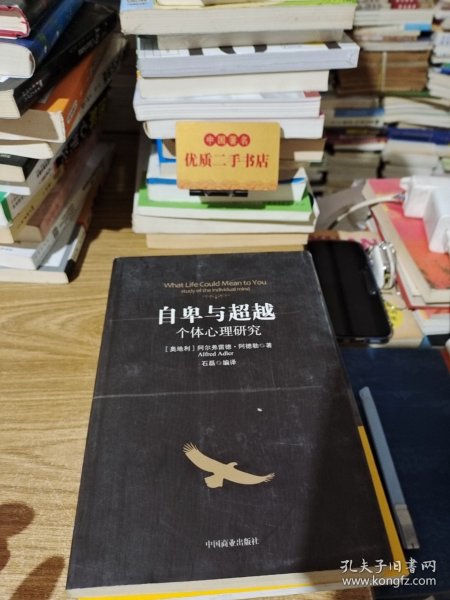 中国著名
优质二手书店
What Life Could Mean to You
study of the individual mind
自卑与超越
个体心理研究
[奥地利] 阿尔弗雷德·阿德勒 著
Alfred Adler
石磊 编译
中国商业出版社
孔夫子旧书网
www.kongfz.com